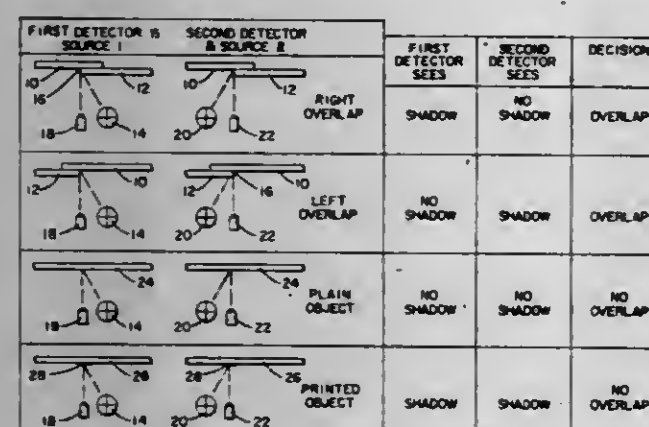 FIRST DETECTOR 15 SOURCE 1
SECOND DETECTOR & SOURCE 2
FIRST DETECTOR SEES
SECOND DETECTOR SEES
DECISION
10 16 12 18 14
10 12 20 22
RIGHT OVERLAP
SHADOW
NO SHADOW
OVERLAP
12 10 18 14
12 16 10 20 22
LEFT OVERLAP
NO SHADOW
SHADOW
OVERLAP
24 18 14
24 20 22
PLAIN OBJECT
NO SHADOW
NO SHADOW
NO OVERLAP
28 26 18 14
28 26 20 22
PRINTED OBJECT
SHADOW
SHADOW
NO OVERLAP